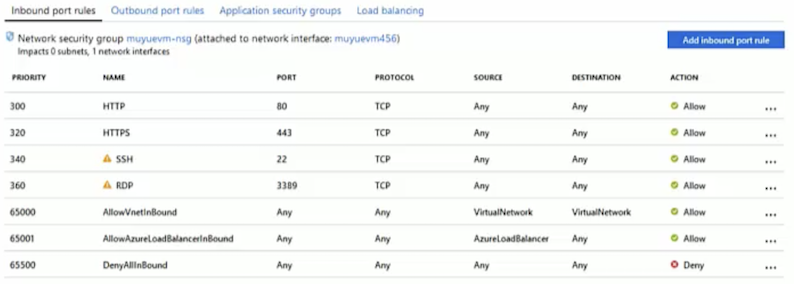 Inbound port rules Outbound port rules Application security groups Load balancing
Network security group muyuevm-nsg (attached to network interface: muyuevm456)
Impacts 0 subnets, 1 network interfaces
Add inbound port rule
PRIORITY NAME PORT PROTOCOL SOURCE DESTINATION ACTION
300 HTTP 80 TCP Any Any Allow ...
320 HTTPS 443 TCP Any Any Allow ...
340 SSH 22 TCP Any Any Allow ...
360 RDP 3389 TCP Any Any Allow ...
65000 AllowVnetInBound Any Any VirtualNetwork VirtualNetwork Allow ...
65001 AllowAzureLoadBalancerInBound Any Any AzureLoadBalancer Any Allow ...
65500 DenyAllInBound Any Any Any Any Deny ...